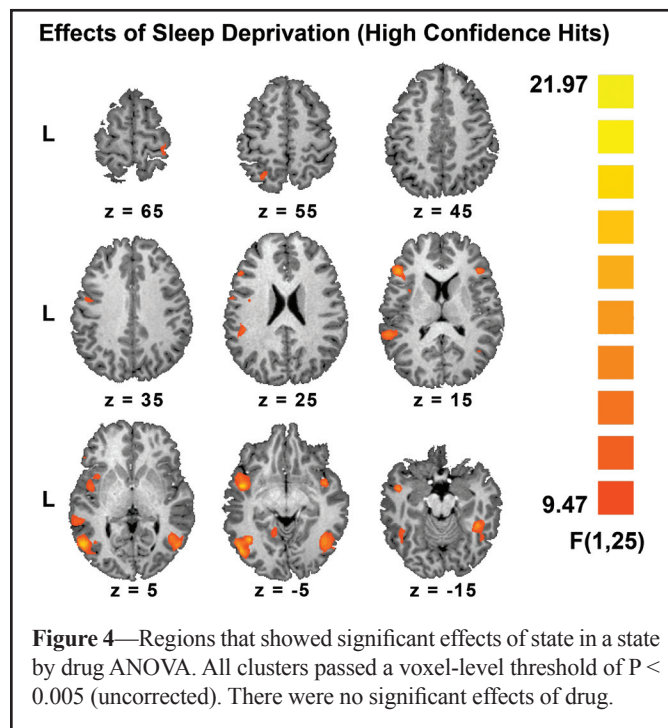 Effects of Sleep Deprivation (High Confidence Hits)
21.97
L
z = 65
z = 55
z = 45
L
z = 35
z = 25
z = 15
L
9.47
F(1,25)
z = 5
z = -5
z = -15
Figure 4—Regions that showed significant effects of state in a state
by drug ANOVA. All clusters passed a voxel-level threshold of P <
0.005 (uncorrected). There were no significant effects of drug.